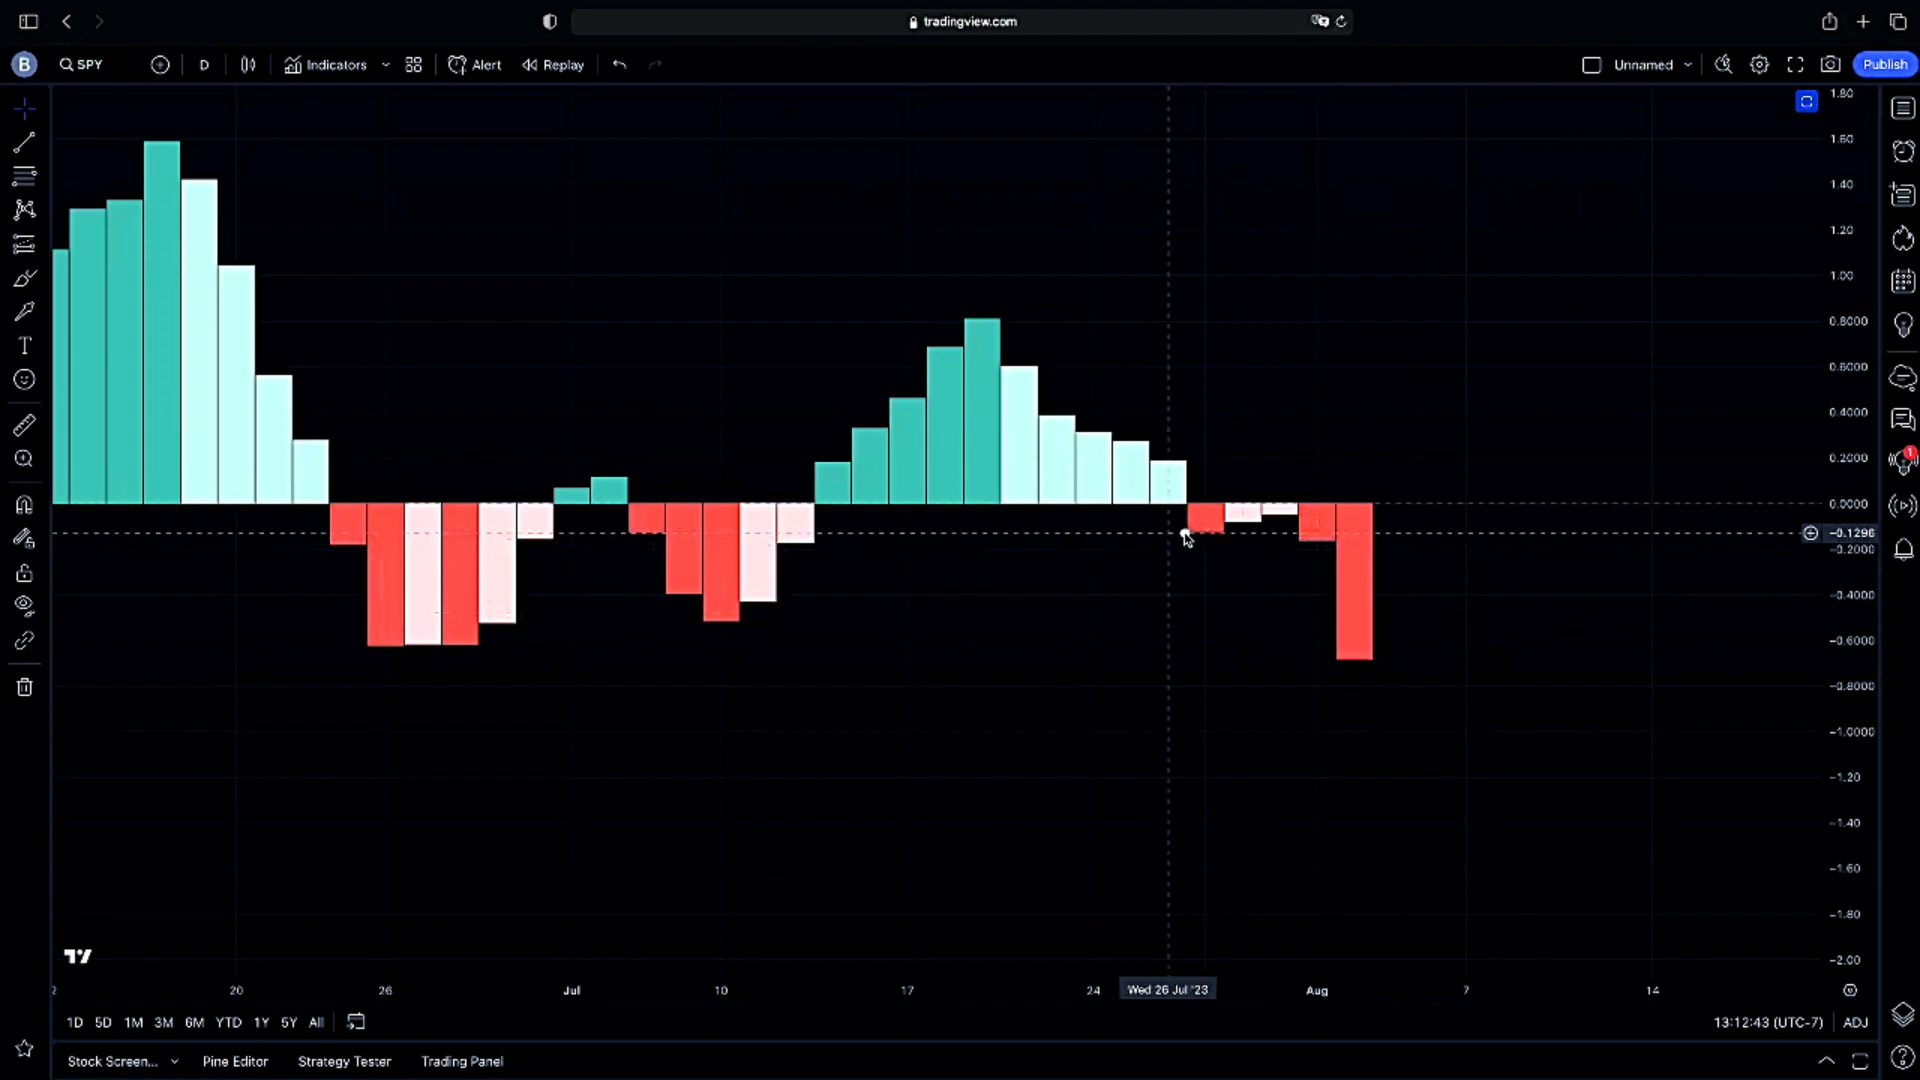 tradingview.com
B
SPY
D
Indicators
Alert
Replay
Unnamed
Publish
1.80
1.60
1.40
1.20
1.00
0.8000
0.6000
0.4000
0.2000
0.0000
−0.1296
−0.2000
−0.4000
−0.6000
−0.8000
−1.0000
−1.20
−1.40
−1.60
−1.80
−2.00
1
T
2 20 26 Jul 10 17 24 Wed 26 Jul '23 Aug 7 14
1D 5D 1M 3M 6M YTD 1Y 5Y All
13:12:43 (UTC-7) ADJ
Stock Screen... Pine Editor Strategy Tester Trading Panel